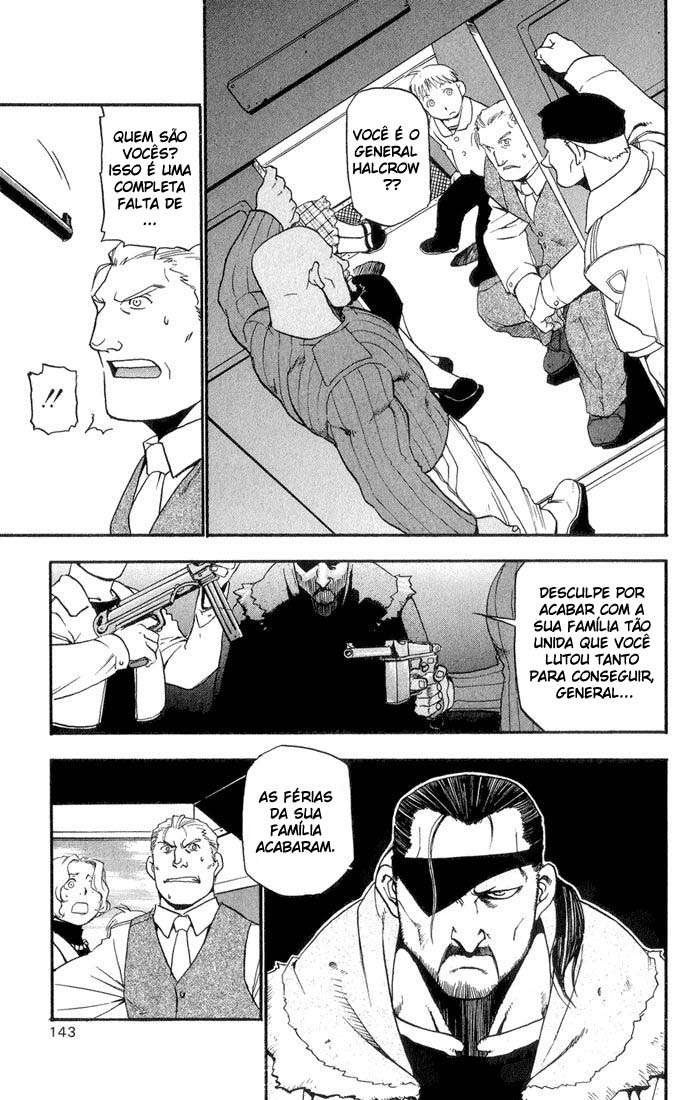 VOCÊ É O
GENERAL
HALCROW
??
QUEM SÃO
VOCÊS?
ISSO É UMA
COMPLETA
FALTA DE
...
!!
DESCULPE POR
ACABAR COM A
SUA FAMÍLIA TÃO
UNIDA QUE VOCÊ
LUTOU TANTO
PARA CONSEGUIR,
GENERAL...
AS FÉRIAS
DA SUA
FAMÍLIA
ACABARAM.
143